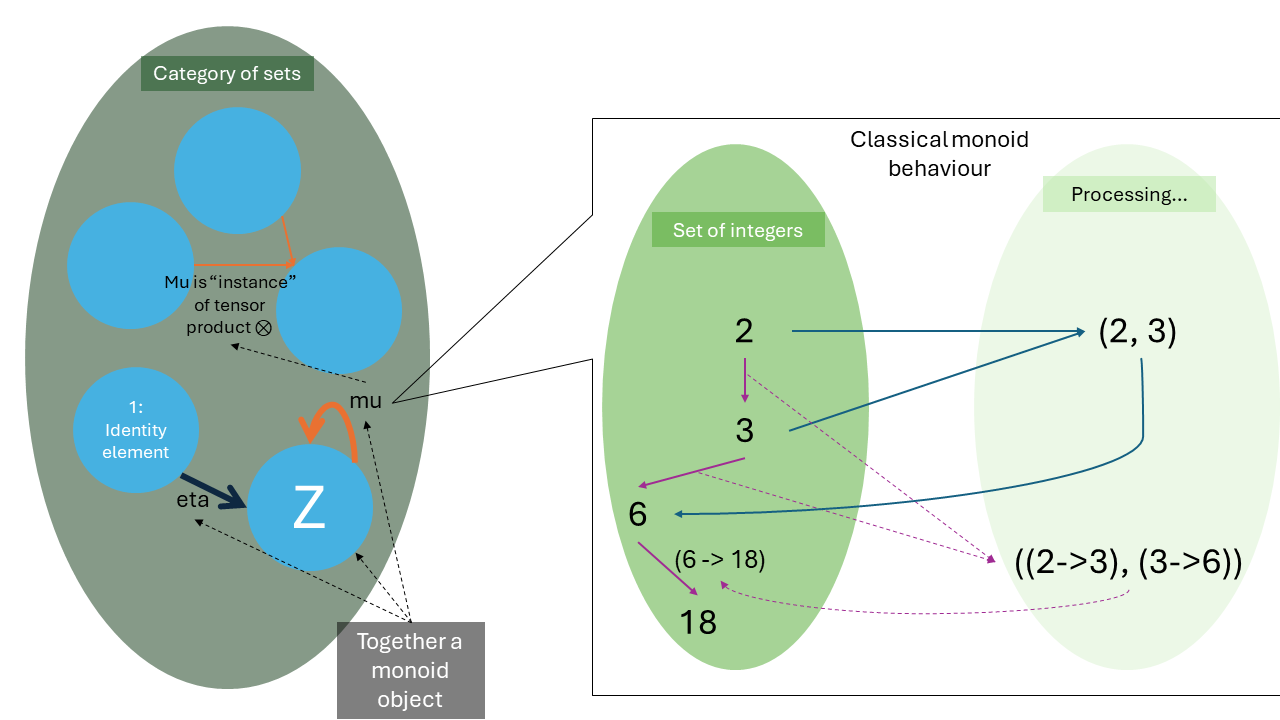 Category of sets
Mu is “instance”
of tensor
product ⊗
1:
Identity
element
mu
eta
Z
Together a
monoid
object
Classical monoid
behaviour
Set of integers
Processing...
2
(2, 3)
3
6
(6 -> 18)
((2->3), (3->6))
18